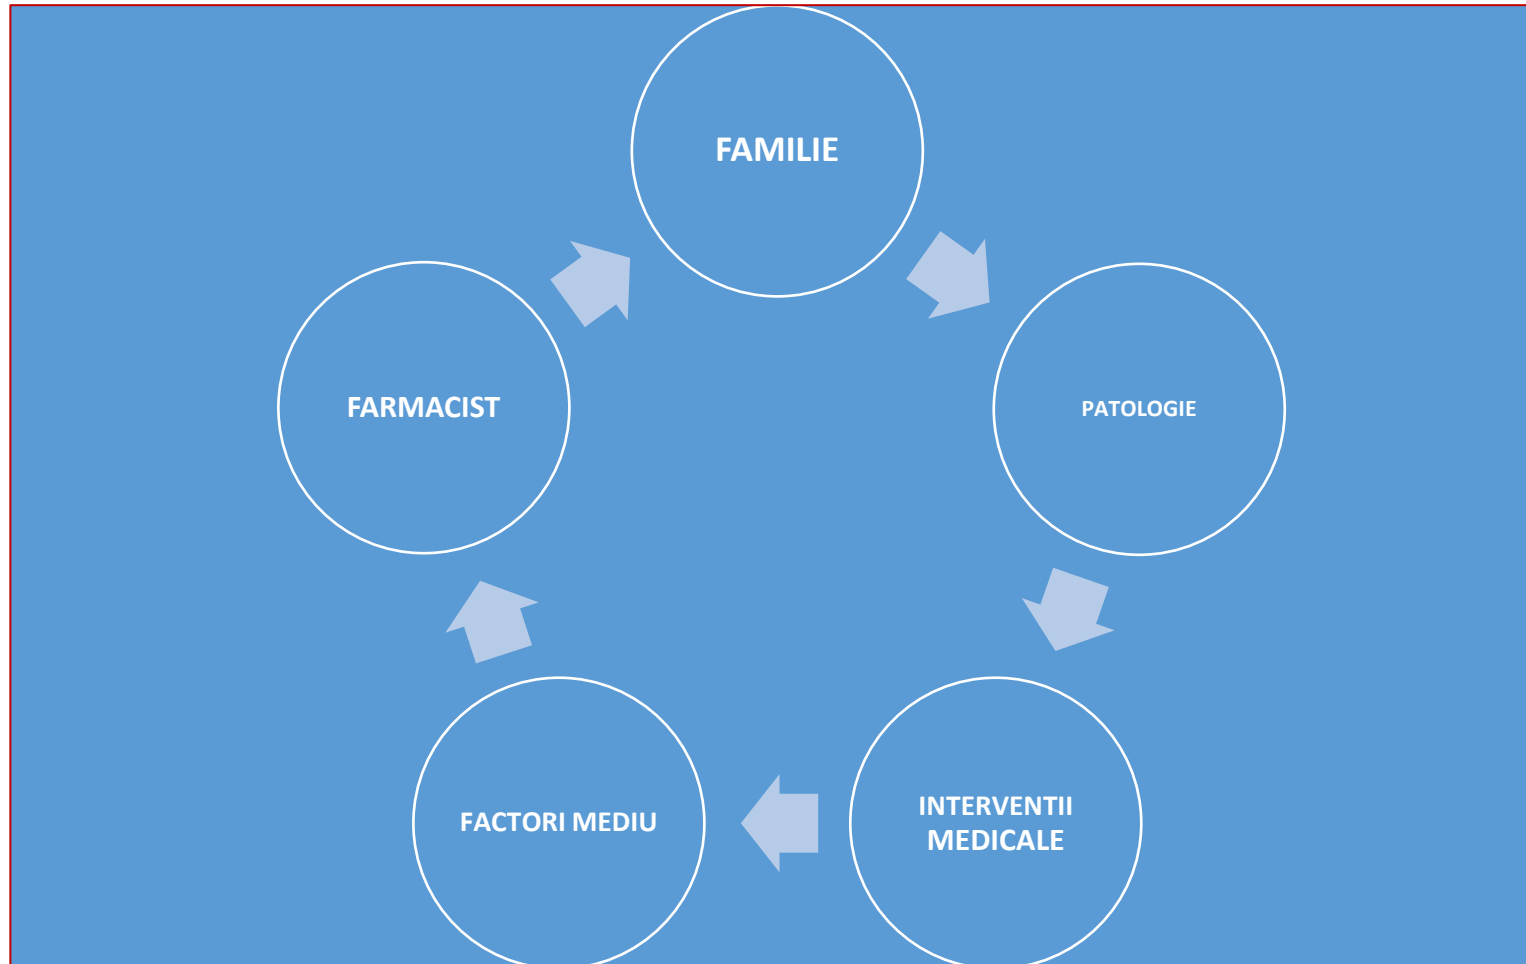 FAMILIE
PATOLOGIE
INTERVENTII
MEDICALE
FACTORI MEDIU
FARMACIST